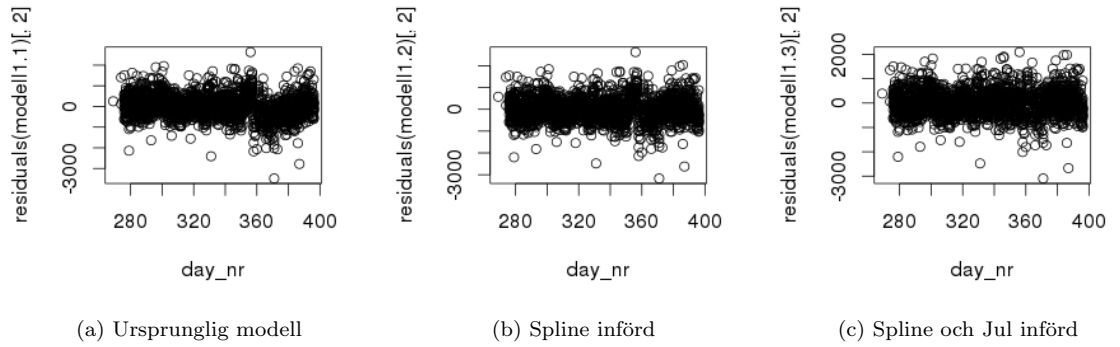 residuals(modell1.1)[, 2]
0
-3000
280
320
360
400
day_nr
(a) Ursprunglig modell
residuals(modell1.2)[, 2]
0
-3000
280
320
360
400
day_nr
(b) Spline införd
residuals(modell1.3)[, 2]
2000
0
-3000
280
320
360
400
day_nr
(c) Spline och Jul införd